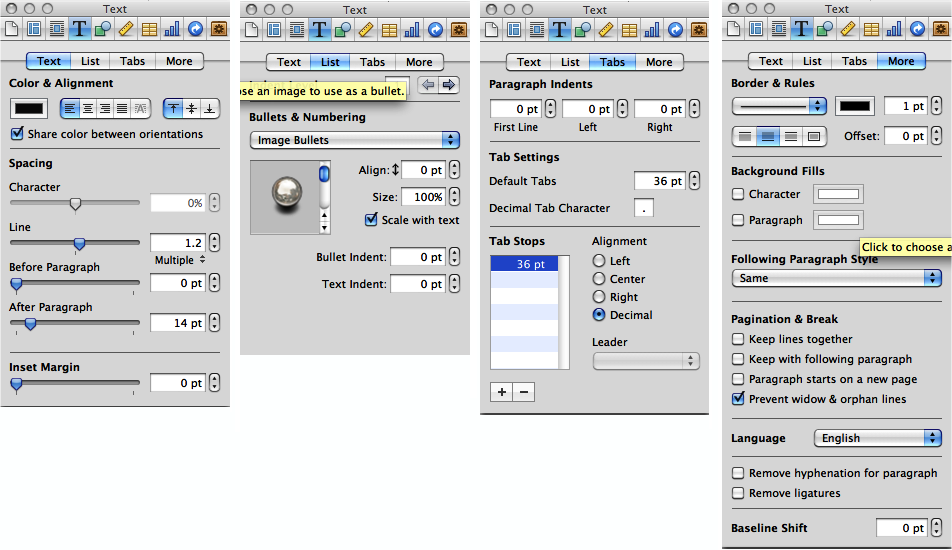 Text
Text List Tabs More
Color & Alignment
Share color between orientations
Spacing
Character
0%
Line
1.2
Multiple
Before Paragraph
0 pt
After Paragraph
14 pt
Inset Margin
0 pt
Text
Text List Tabs More
ose an image to use as a bullet.
Bullets & Numbering
Image Bullets
Align: 0 pt
Size: 100%
Scale with text
Bullet Indent: 0 pt
Text Indent: 0 pt
Text
Text List Tabs More
Paragraph Indents
0 pt 0 pt 0 pt
First Line Left Right
Tab Settings
Default Tabs 36 pt
Decimal Tab Character .
Tab Stops
36 pt
Alignment
Left
Center
Right
Decimal
Leader
+ −
Text
Text List Tabs More
Border & Rules
1 pt
Offset: 0 pt
Background Fills
Character
Paragraph
Click to choose a
Following Paragraph Style
Same
Pagination & Break
Keep lines together
Keep with following paragraph
Paragraph starts on a new page
Prevent widow & orphan lines
Language English
Remove hyphenation for paragraph
Remove ligatures
Baseline Shift 0 pt